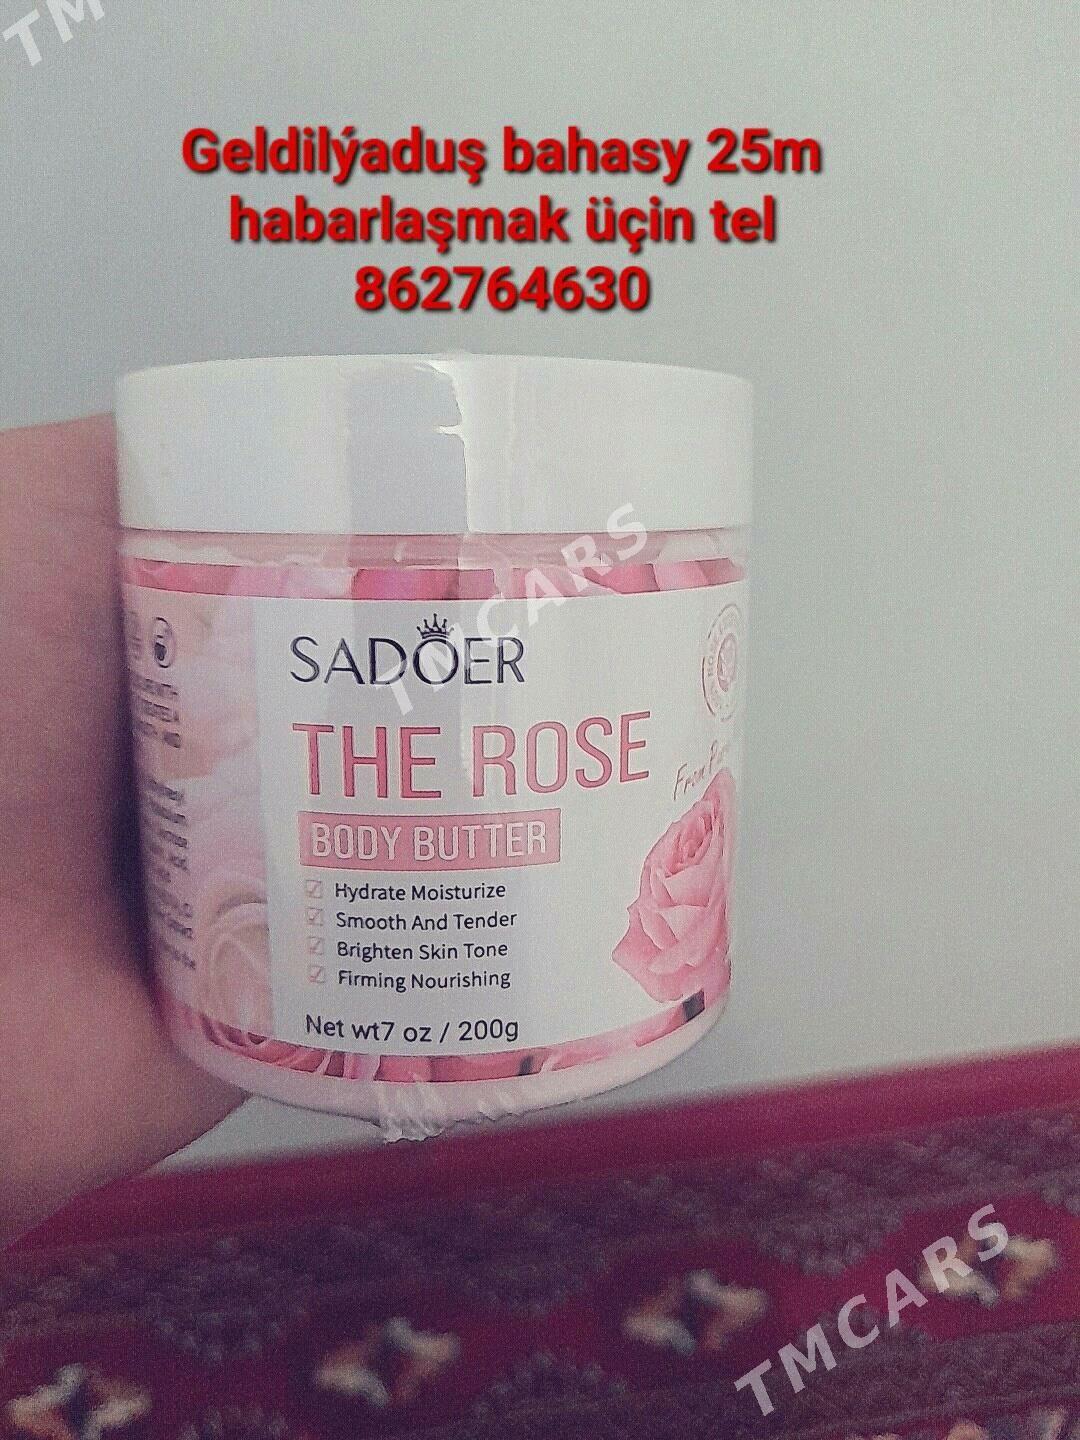 TM
Geldilýaduş bahasy 25m
habarlaşmak üçin tel
862764630
TMCARS
SADOER
THE ROSE
From
BODY BUTTER
Hydrate Moisturize
Smooth And Tender
Brighten Skin Tone
Firming Nourishing
Net wt7 oz / 200g
TMCARS